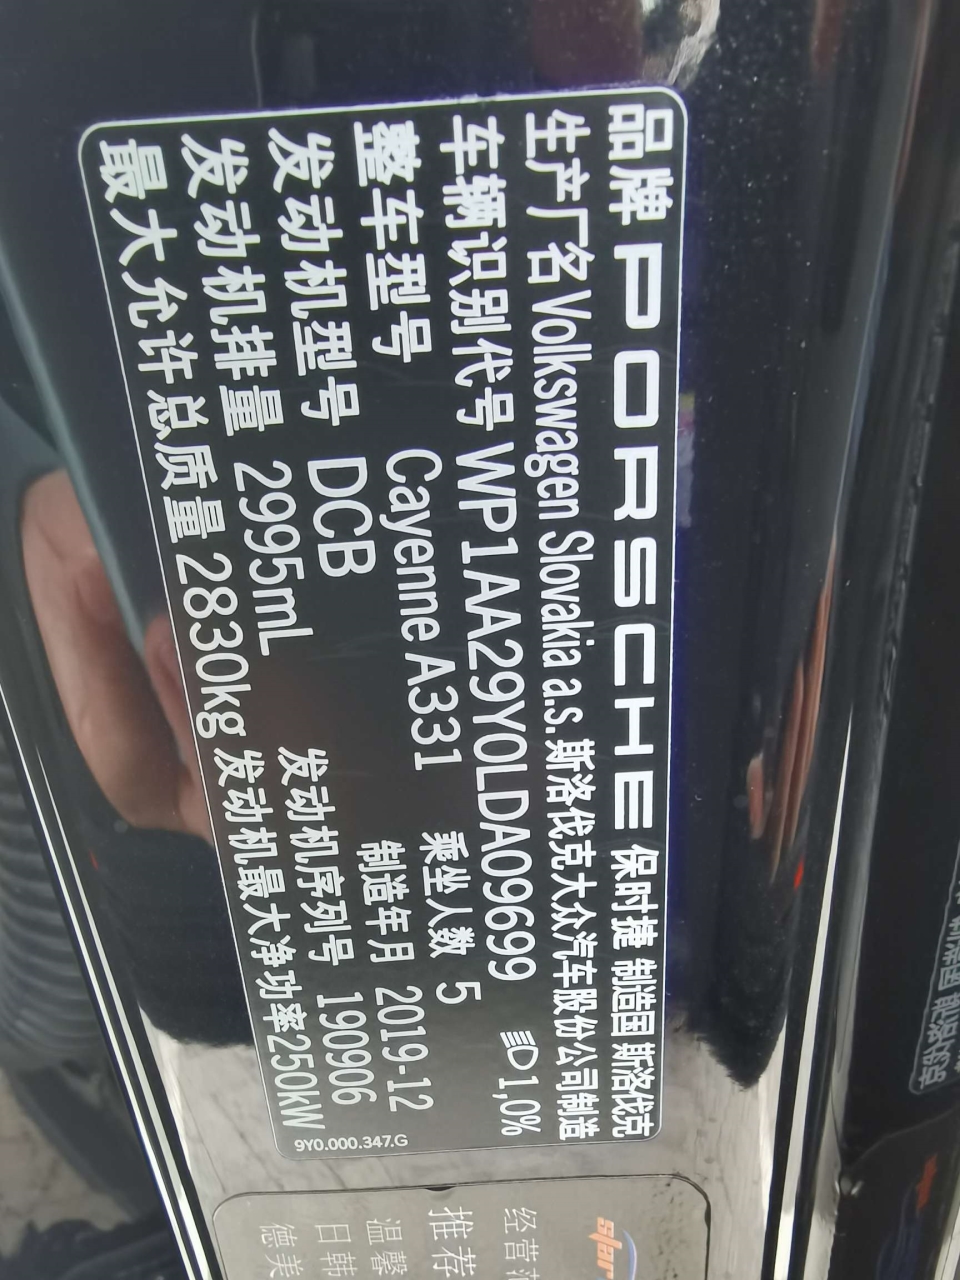 品牌 PORSCHE 保时捷 制造国 斯洛伐克
生产厂名 Volkswagen Slovakia a.s. 斯洛伐克大众汽车股份公司制造
车辆识别代号 WP1AA29Y0LDA09699 1,0%
整车型号 Cayenne A331 乘坐人数 5
发动机型号 DCB 制造年月 2019-12
发动机排量 2995mL 发动机序列号 190906
最大允许总质量 2830kg 发动机最大净功率250kW
9Y0.000.347.G
star
经营
推荐
温馨
日韩
德美